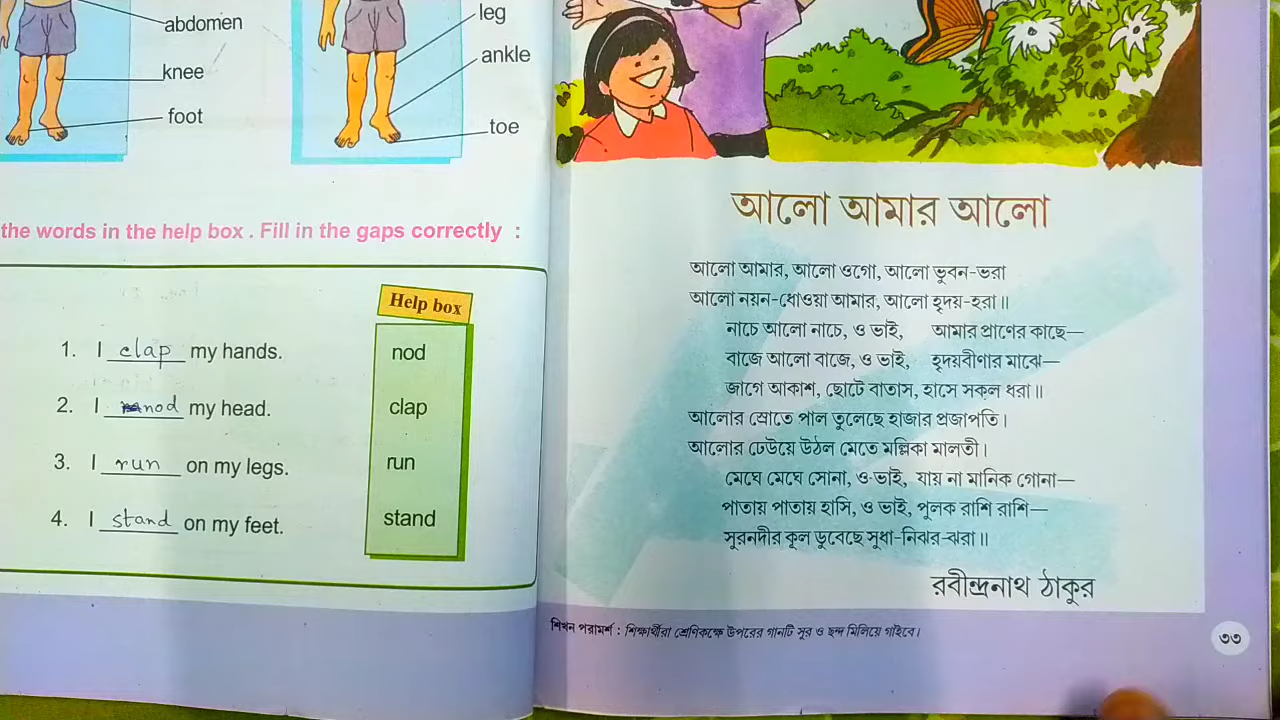 abdomen
knee
foot
leg
ankle
toe
the words in the help box . Fill in the gaps correctly :
Help box
1. I clap my hands.
2. I nod my head.
3. I run on my legs.
4. I stand on my feet.
nod
clap
run
stand
আলো আমার আলো
আলো আমার, আলো ওগো, আলো ভুবন-ভরা
আলো নয়ন-ধোওয়া আমার, আলো হৃদয়-হরা॥
নাচে আলো নাচে, ও ভাই, আমার প্রাণের কাছে—
বাজে আলো বাজে, ও ভাই, হৃদয়বীণার মাঝে—
জাগে আকাশ, ছোটে বাতাস, হাসে সকল ধরা॥
আলোর স্রোতে পাল তুলেছে হাজার প্রজাপতি।
আলোর ঢেউয়ে উঠল মেতে মল্লিকা মালতী।
মেঘে মেঘে সোনা, ও ভাই, যায় না মানিক গোনা—
পাতায় পাতায় হাসি, ও ভাই, পুলক রাশি রাশি—
সুরনদীর কূল ডুবেছে সুধা-নিঝর-ঝরা॥
রবীন্দ্রনাথ ঠাকুর
শিখন পরামর্শ : শিক্ষার্থীরা শ্রেণিকক্ষে উপরের গানটি সুর ও ছন্দ মিলিয়ে গাইবে।
৩৩